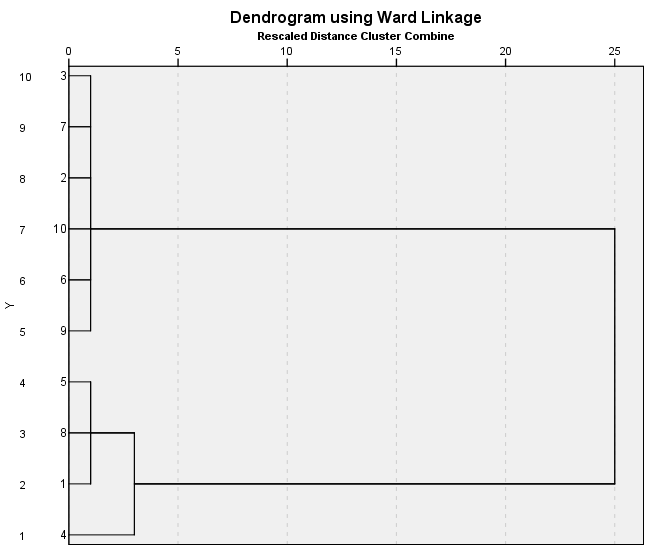 Dendrogram using Ward Linkage
Rescaled Distance Cluster Combine
0 5 10 15 20 25
10 3
9 7
8 2
7 10
6 6
Y
5 9
4 5
3 8
2 1
1 4